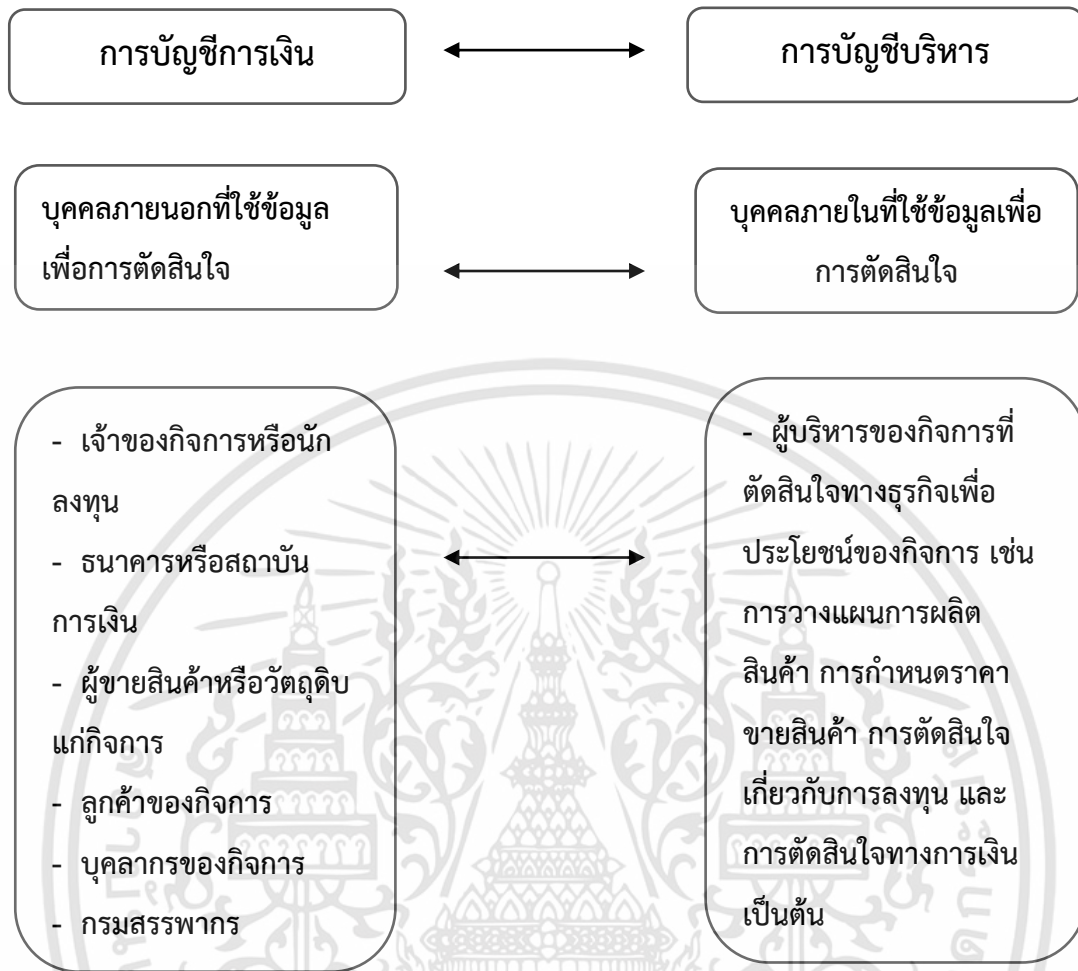 การบัญชีการเงิน
การบัญชีบริหาร
บุคคลภายนอกที่ใช้ข้อมูล
เพื่อการตัดสินใจ
บุคคลภายในที่ใช้ข้อมูลเพื่อ
การตัดสินใจ
- เจ้าของกิจการหรือนัก
ลงทุน
- ธนาคารหรือสถาบัน
การเงิน
- ผู้ขายสินค้าหรือวัตถุดิบ
แก่กิจการ
- ลูกค้าของกิจการ
- บุคลากรของกิจการ
- กรมสรรพากร
- ผู้บริหารของกิจการที่
ตัดสินใจทางธุรกิจเพื่อ
ประโยชน์ของกิจการ เช่น
การวางแผนการผลิต
สินค้า การกำหนดราคา
ขายสินค้า การตัดสินใจ
เกี่ยวกับการลงทุน และ
การตัดสินใจทางการเงิน
เป็นต้น